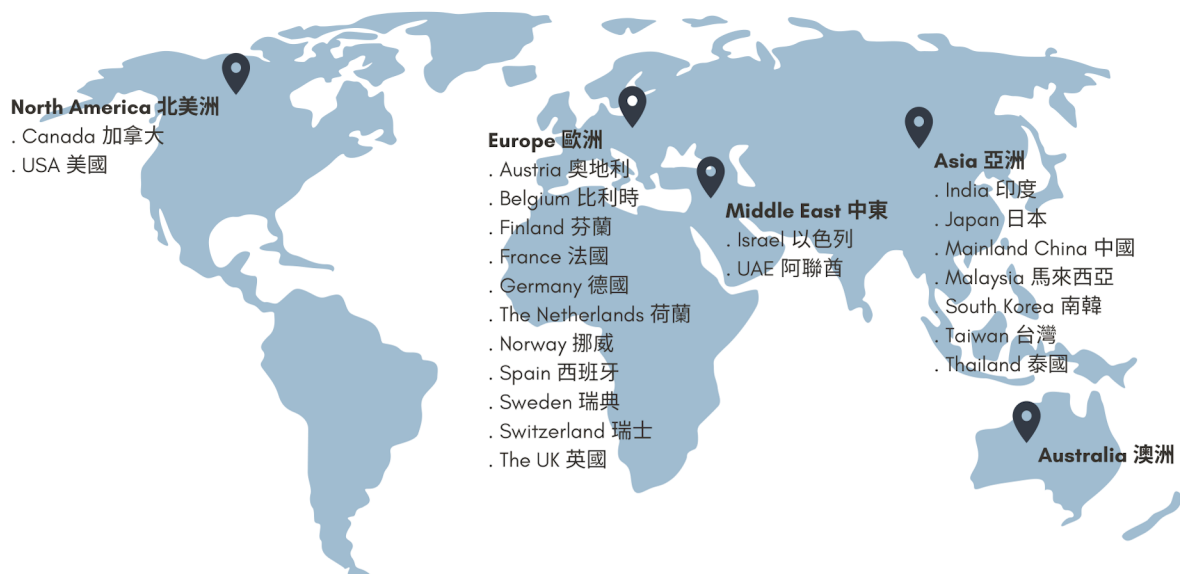 North America 北美洲
. Canada 加拿大
. USA 美國
Europe 歐洲
. Austria 奧地利
. Belgium 比利時
. Finland 芬蘭
. France 法國
. Germany 德國
. The Netherlands 荷蘭
. Norway 挪威
. Spain 西班牙
. Sweden 瑞典
. Switzerland 瑞士
. The UK 英國
Middle East 中東
. Israel 以色列
. UAE 阿聯酋
Asia 亞洲
. India 印度
. Japan 日本
. Mainland China 中國
. Malaysia 馬來西亞
. South Korea 南韓
. Taiwan 台灣
. Thailand 泰國
Australia 澳洲